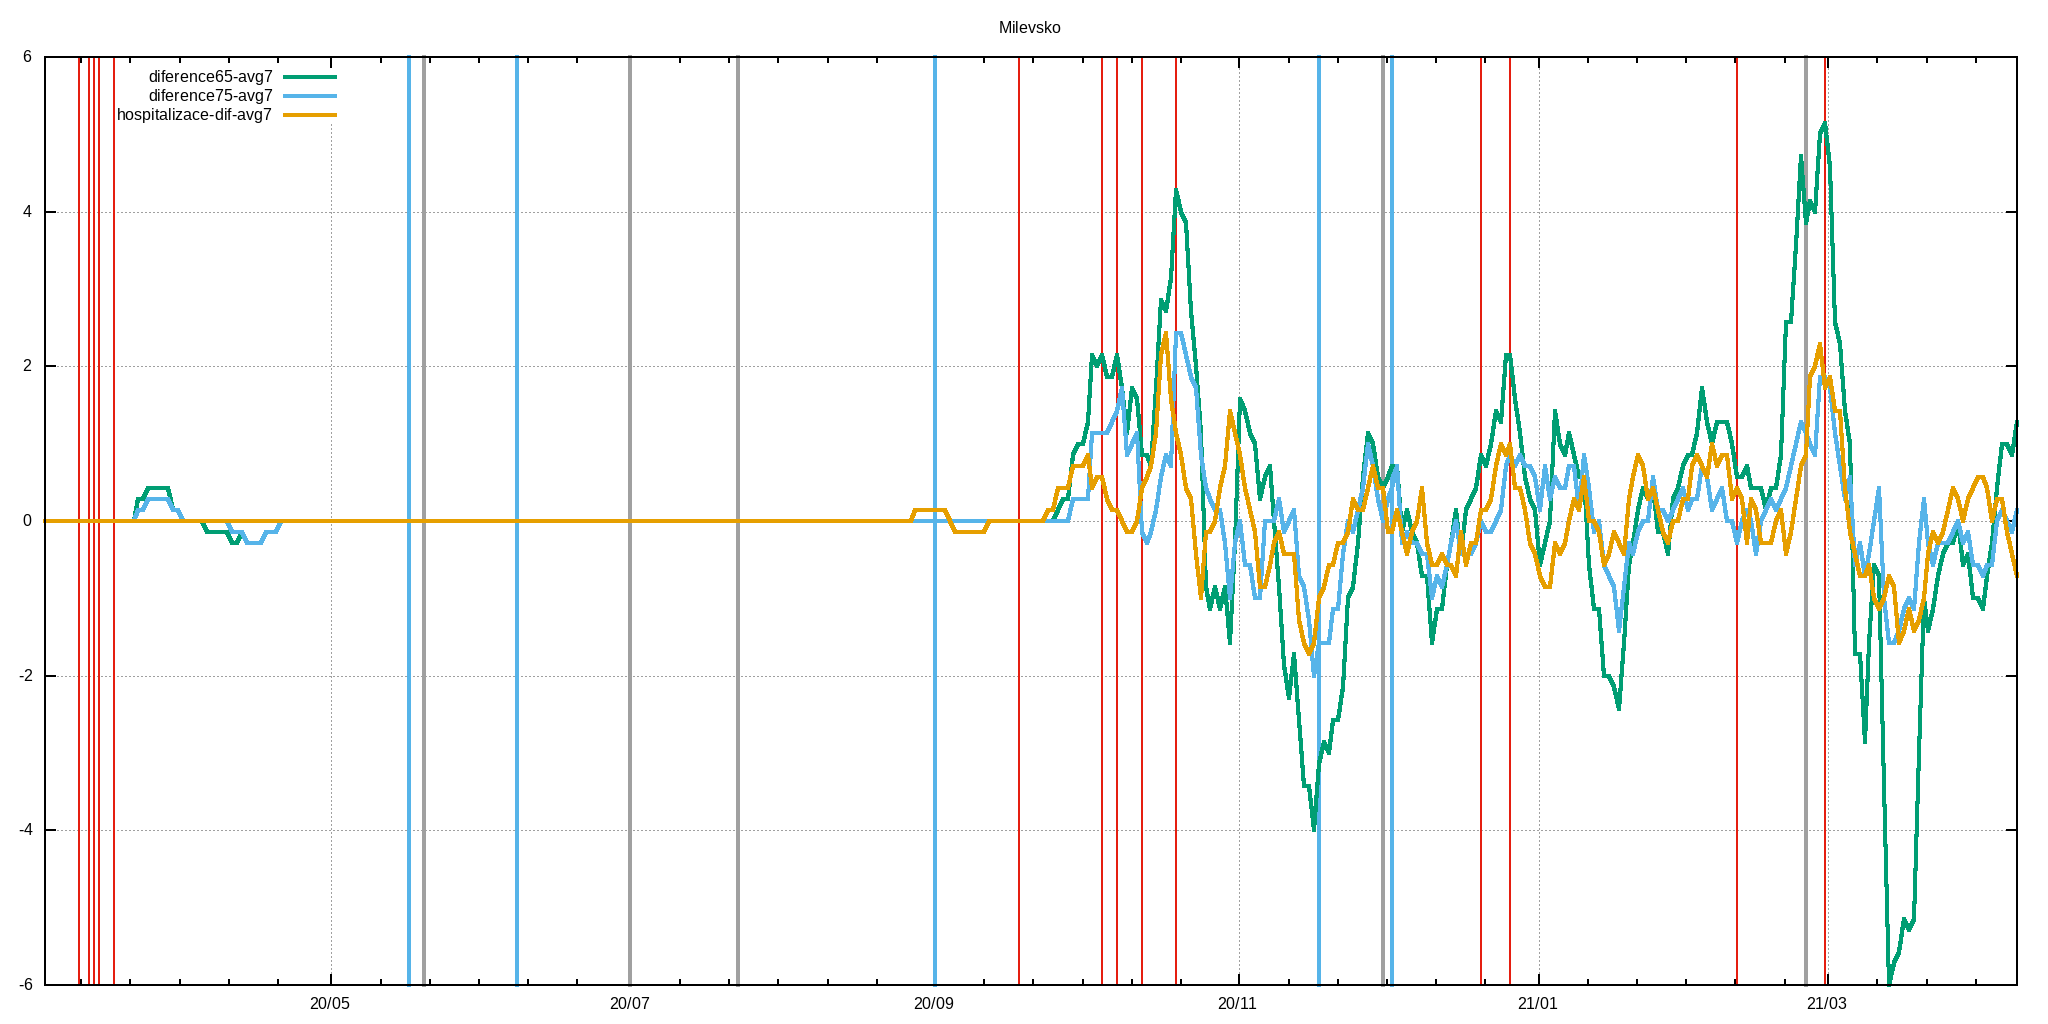 Milevsko
6
diference65-avg7
diference75-avg7
hospitalizace-dif-avg7
4
2
0
-2
-4
-6
20/05 20/07 20/09 20/11 21/01 21/03